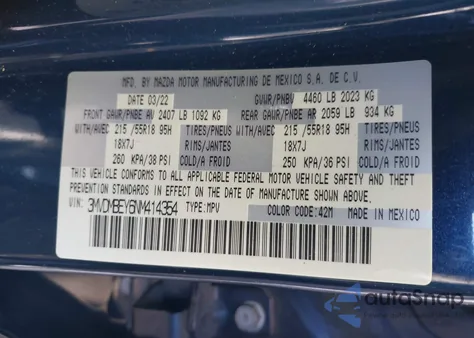 MFD. BY MAZDA MOTOR MANUFACTURING DE MEXICO S.A. DE C.V.
DATE 03/22 GVWR/PNBV 4460 LB 2023 KG
FRONT GAWR/PNBE AV 2407 LB 1092 KG REAR GAWR/PNBE AR 2059 LB 934 KG
WITH/AVEC 215 /55R18 95H TIRES/PNEUS WITH/AVEC 215 /55R18 95H TIRES/PNEUS
18X7J RIMS/JANTES 18X7J RIMS/JANTES
260 KPA/38 PSI COLD/A FROID 250 KPA/36 PSI COLD/A FROID
THIS VEHICLE CONFORMS TO ALL APPLICABLE FEDERAL MOTOR VEHICLE SAFETY, BUMPER, AND THEFT
PREVENTION STANDARDS IN EFFECT ON THE DATE OF MANUFACTURE SHOWN ABOVE.
VIN: 3MVDMBEY6NM414364 TYPE: MPV COLOR CODE: 42M MADE IN MEXICO
autoSnap